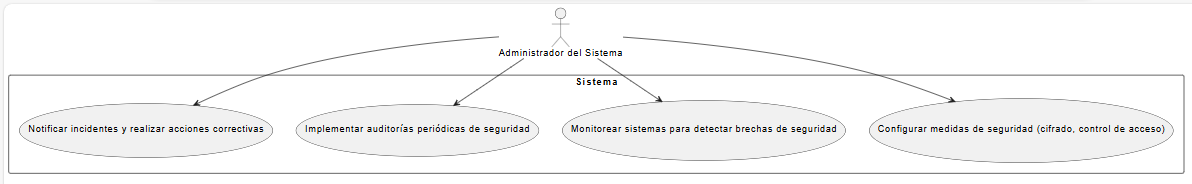 Administrador del Sistema
Sistema
Notificar incidentes y realizar acciones correctivas
Implementar auditorías periódicas de seguridad
Monitorear sistemas para detectar brechas de seguridad
Configurar medidas de seguridad (cifrado, control de acceso)